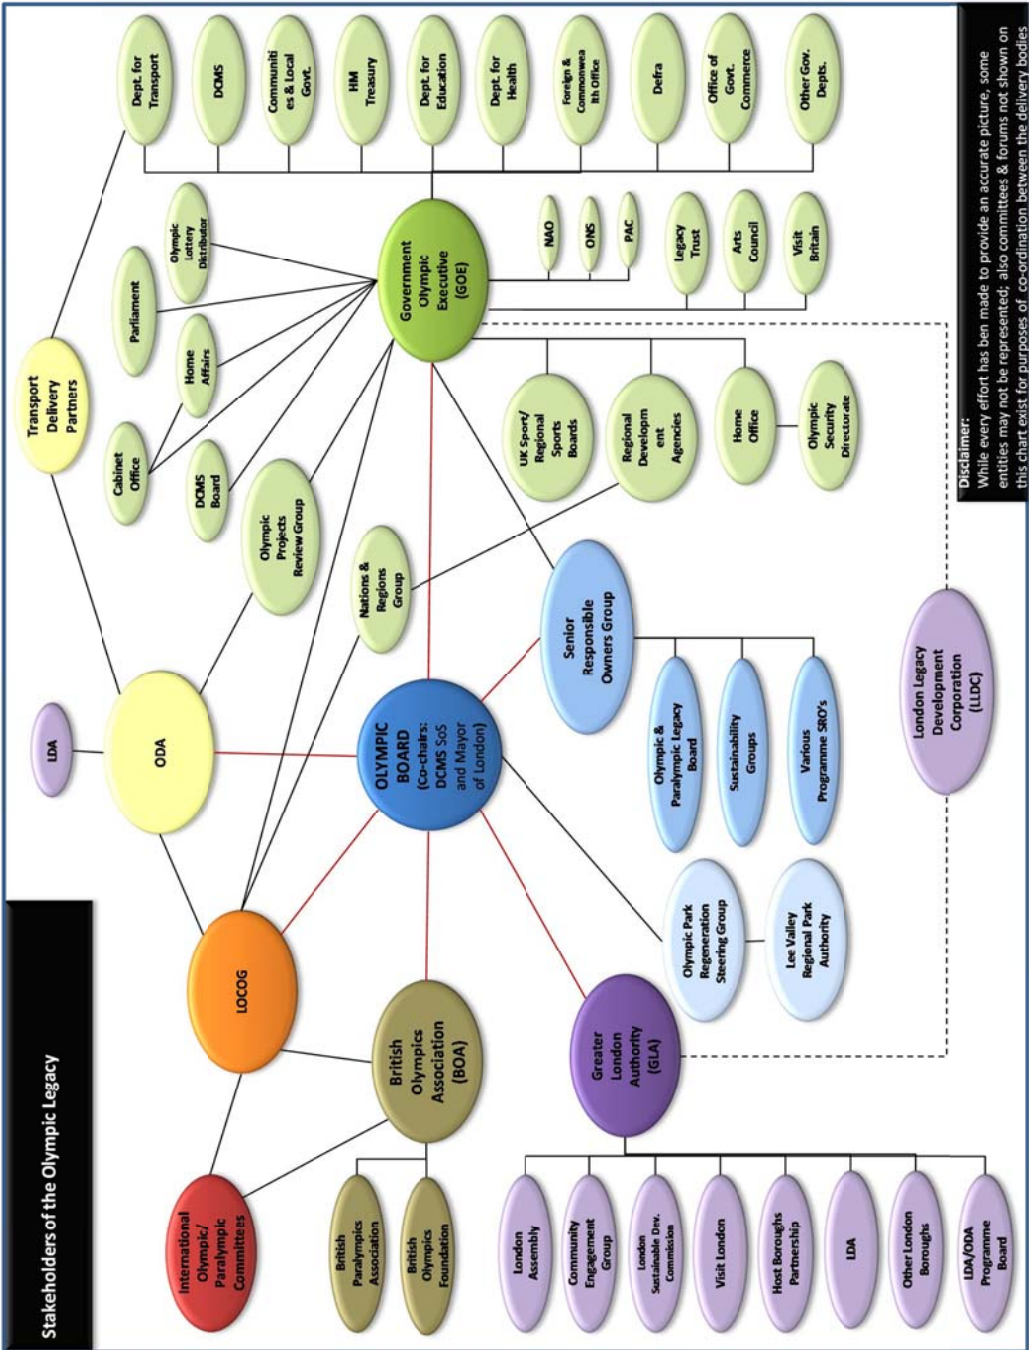 Stakeholders of the Olympic Legacy
LDA
Transport
Delivery
Partners
Dept. for
Transport
Cabinet
Office
Parliament
DCMS
International
Olympic/
Paralympic
Committees
LOCOG
ODA
DCMS
Board
Home
Affairs
Olympic
Lottery
Distributor
Communiti
es & Local
Govt.
Olympic
Projects
Review Group
HM
Treasury
British
Paralympics
Association
Nations &
Regions
Group
British
Olympics
Foundation
British
Olympics
Association
(BOA)
OLYMPIC
BOARD
(Co-chairs:
DCMS SoS
and Mayor
of London)
Government
Olympic
Executive
(GOE)
Dept. for
Education
Dept. for
Health
London
Assembly
Community
Engagement
Group
London
Sustainable Dev.
Commission
Visit London
Host Boroughs
Partnership
LDA
Other London
Boroughs
LDA/ODA
Programme
Board
Greater
London
Authority
(GLA)
Senior
Responsible
Owners Group
UK Sport/
Regional
Sports
Boards
NAO
ONS
PAC
Foreign &
Commonwea
lth Office
Olympic Park
Regeneration
Steering Group
Olympic &
Paralympic Legacy
Board
Regional
Developm
ent
Agencies
Legacy
Trust
Defra
Lee Valley
Regional Park
Authority
Sustainability
Groups
Home
Office
Arts
Council
Office of
Govt.
Commerce
Various
Programme SRO's
Olympic
Security
Directorate
Visit
Britain
Other Gov.
Depts.
London Legacy
Development
Corporation
(LLDC)
Disclaimer:
While every effort has ben made to provide an accurate picture, some
entities may not be represented; also committees & forums not shown on
this chart exist for purposes of co-ordination between the delivery bodies